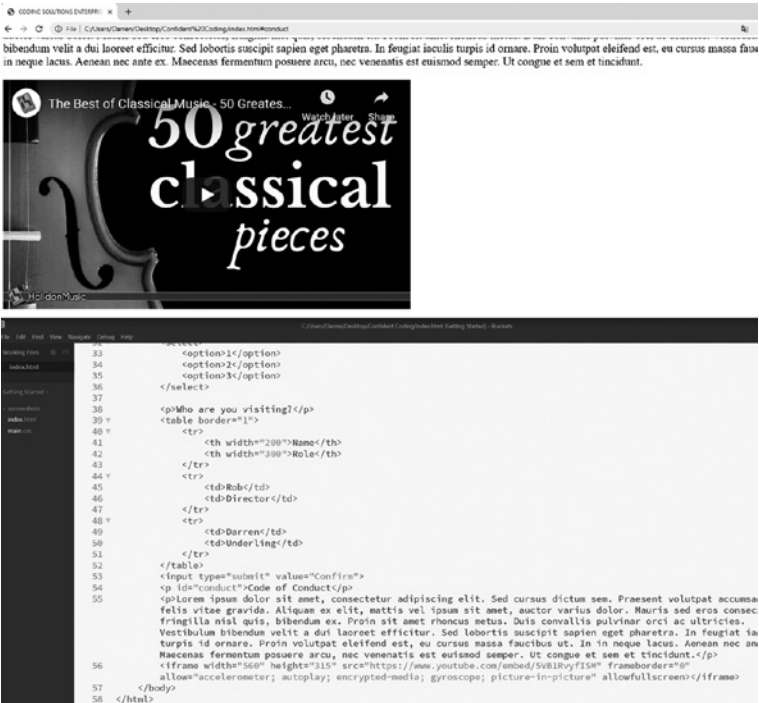 CODING SOLUTIONS ENTERPRIS
File C:/Users/Darren/Desktop/Confident%20Coding/index.html#conduct
bibendum velit a dui laoreet efficitur. Sed lobortis suscipit sapien eget pharetra. In feugiat iaculis turpis id ornare. Proin volutpat eleifend est, eu cursus massa fauc
in neque lacus. Aenean nec ante ex. Maecenas fermentum posuere arcu, nec venenatis est euismod semper. Ut congue et sem et tincidunt.
The Best of Classical Music - 50 Greates...
Watch later Share
50 greatest
classical
pieces
HalidonMusic
C:/Users/Darren/Desktop/Confident Coding/index.html (Getting Started) - Brackets
File Edit Find View Navigate Debug Help
Working Files
index.html
Getting Started
screenshots
index.html
main.css
32 <select>
33 <option>1</option>
34 <option>2</option>
35 <option>3</option>
36 </select>
37
38 <p>Who are you visiting?</p>
39 <table border="1">
40 <tr>
41 <th width="200">Name</th>
42 <th width="300">Role</th>
43 </tr>
44 <tr>
45 <td>Rob</td>
46 <td>Director</td>
47 </tr>
48 <tr>
49 <td>Darren</td>
50 <td>Underling</td>
51 </tr>
52 </table>
53 <input type="submit" value="Confirm">
54 <p id="conduct">Code of Conduct</p>
55 <p>Lorem ipsum dolor sit amet, consectetur adipiscing elit. Sed cursus dictum sem. Praesent volutpat accumsa
felis vitae gravida. Aliquam ex elit, mattis vel ipsum sit amet, auctor varius dolor. Mauris sed eros consec
fringilla nisl quis, bibendum ex. Proin sit amet rhoncus metus. Duis convallis pulvinar orci ac ultricies.
Vestibulum bibendum velit a dui laoreet efficitur. Sed lobortis suscipit sapien eget pharetra. In feugiat ia
turpis id ornare. Proin volutpat eleifend est, eu cursus massa faucibus ut. In in neque lacus. Aenean nec an
Maecenas fermentum posuere arcu, nec venenatis est euismod semper. Ut congue et sem et tincidunt.</p>
56 <iframe width="560" height="315" src="https://www.youtube.com/embed/SVB1RvyfISM" frameborder="0"
allow="accelerometer; autoplay; encrypted-media; gyroscope; picture-in-picture" allowfullscreen></iframe>
57 </body>
58 </html>